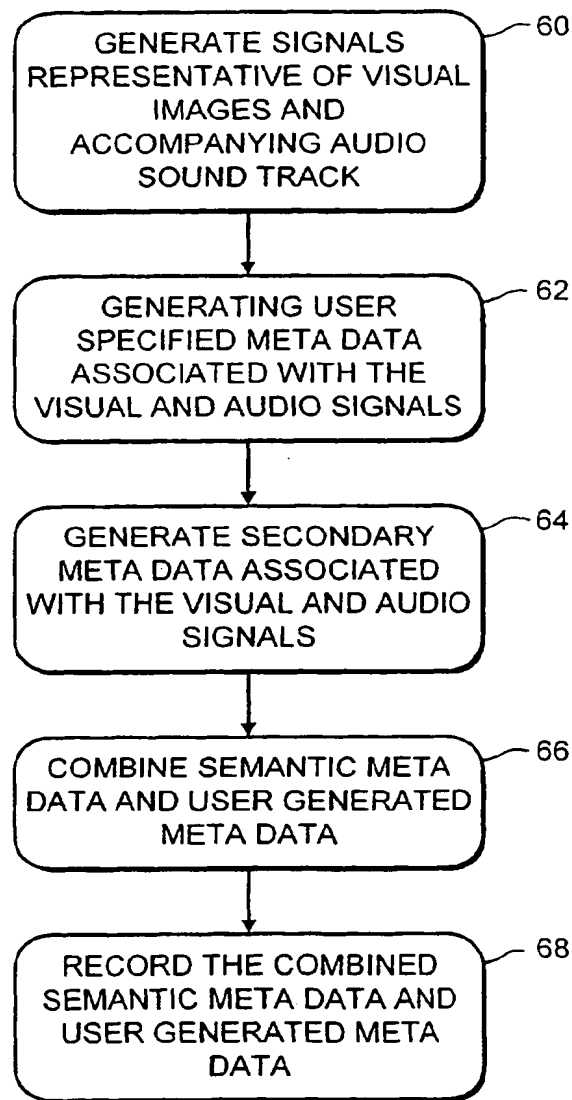 GENERATE SIGNALS
REPRESENTATIVE OF VISUAL
IMAGES AND
ACCOMPANYING AUDIO
SOUND TRACK
60
GENERATING USER
SPECIFIED META DATA
ASSOCIATED WITH THE
VISUAL AND AUDIO SIGNALS
62
GENERATE SECONDARY
META DATA ASSOCIATED
WITH THE VISUAL AND AUDIO
SIGNALS
64
COMBINE SEMANTIC META
DATA AND USER GENERATED
META DATA
66
RECORD THE COMBINED
SEMANTIC META DATA AND
USER GENERATED META
DATA
68